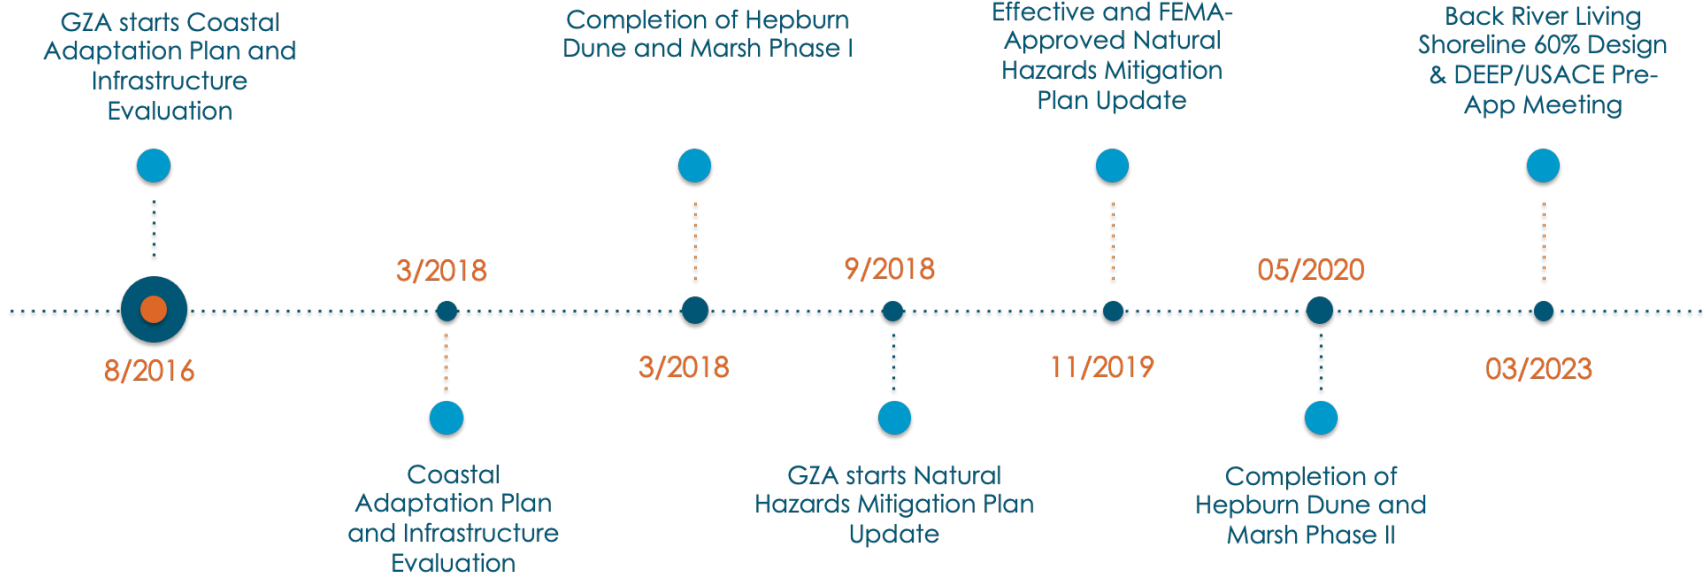 GZA starts Coastal
Adaptation Plan and
Infrastructure
Evaluation
8/2016
3/2018
Coastal
Adaptation Plan
and Infrastructure
Evaluation
Completion of Hepburn
Dune and Marsh Phase I
3/2018
9/2018
GZA starts Natural
Hazards Mitigation Plan
Update
Effective and FEMA-
Approved Natural
Hazards Mitigation
Plan Update
11/2019
05/2020
Completion of
Hepburn Dune and
Marsh Phase II
Back River Living
Shoreline 60% Design
& DEEP/USACE Pre-
App Meeting
03/2023